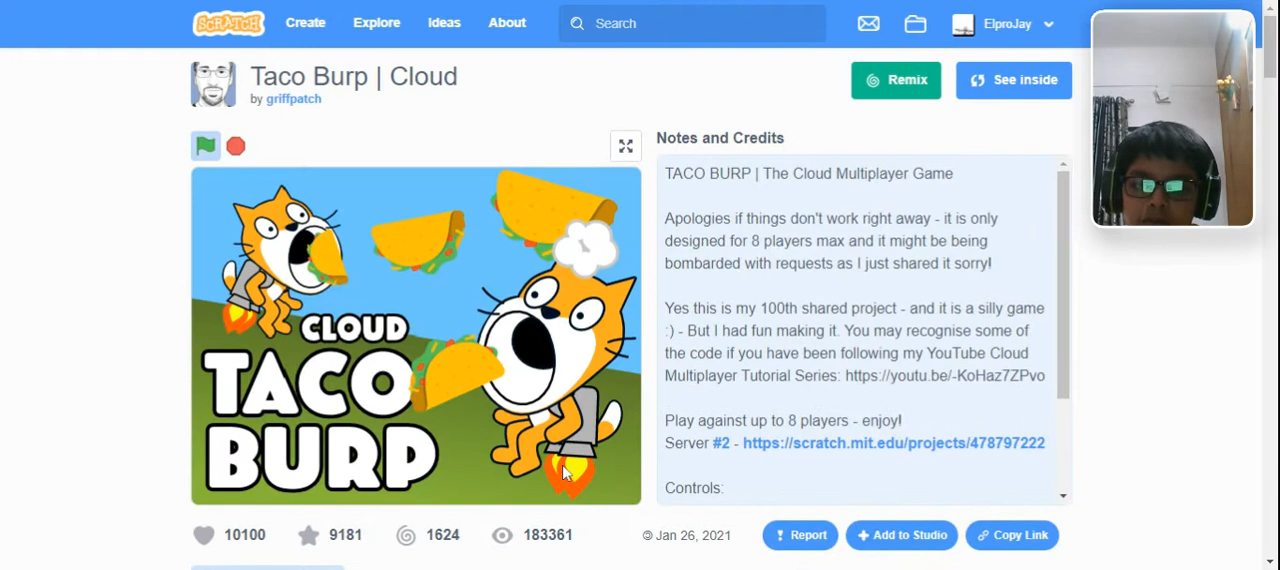 SCRATCH Create Explore Ideas About Search ElproJay
Taco Burp | Cloud
by griffpatch
Remix
See inside
Notes and Credits
CLOUD
TACO
BURP
TACO BURP | The Cloud Multiplayer Game
Apologies if things don't work right away - it is only
designed for 8 players max and it might be being
bombarded with requests as I just shared it sorry!
Yes this is my 100th shared project - and it is a silly game
:) - But I had fun making it. You may recognise some of
the code if you have been following my YouTube Cloud
Multiplayer Tutorial Series: https://youtu.be/-KoHaz7ZPvo
Play against up to 8 players - enjoy!
Server #2 - https://scratch.mit.edu/projects/478797222
Controls:
10100 9181 1624 183361
© Jan 26, 2021
Report
Add to Studio
Copy Link